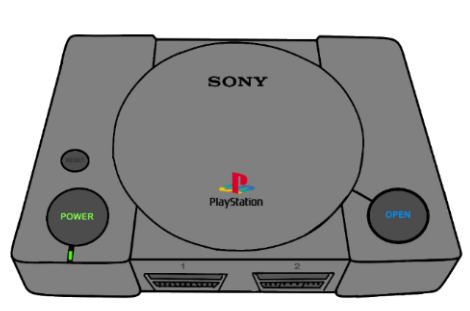 SONY
PlayStation
RESET
POWER
OPEN
1
2